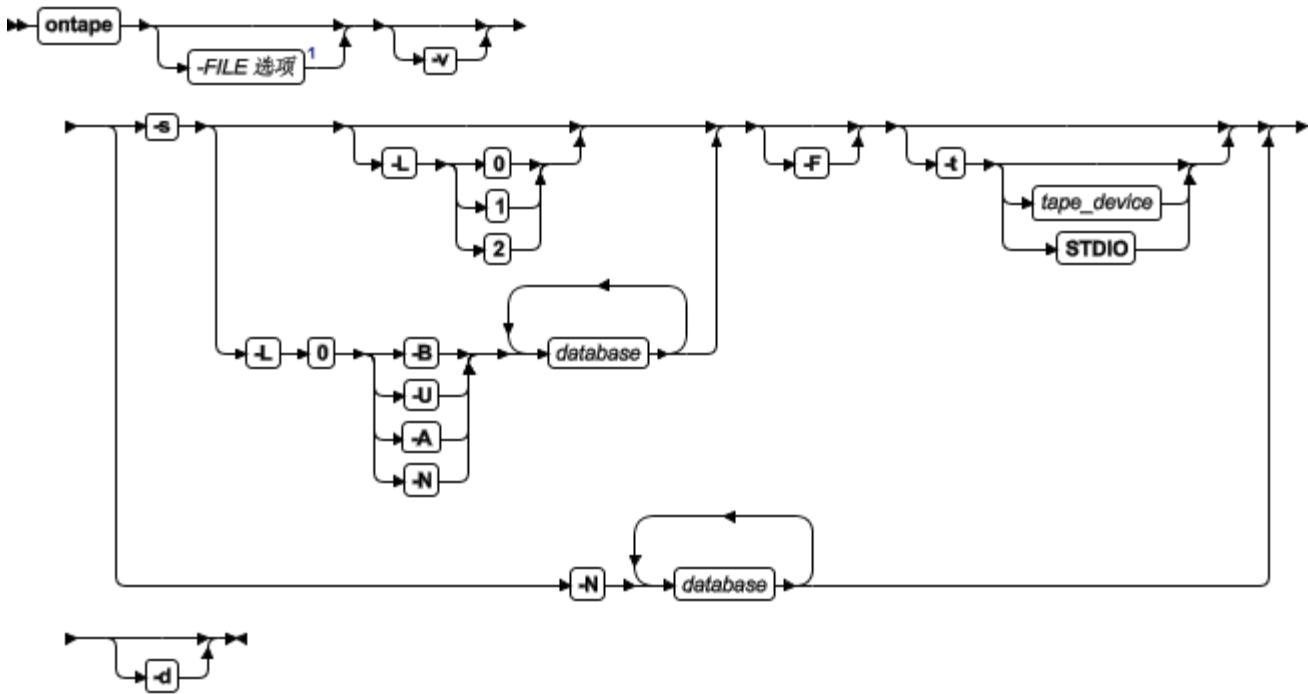 ontape
-FILE 选项 1
-v
-s
-L 0
1
2
-F
-t
tape_device
STDIO
-L 0 -B database
-U
-A
-N
-N database
-d